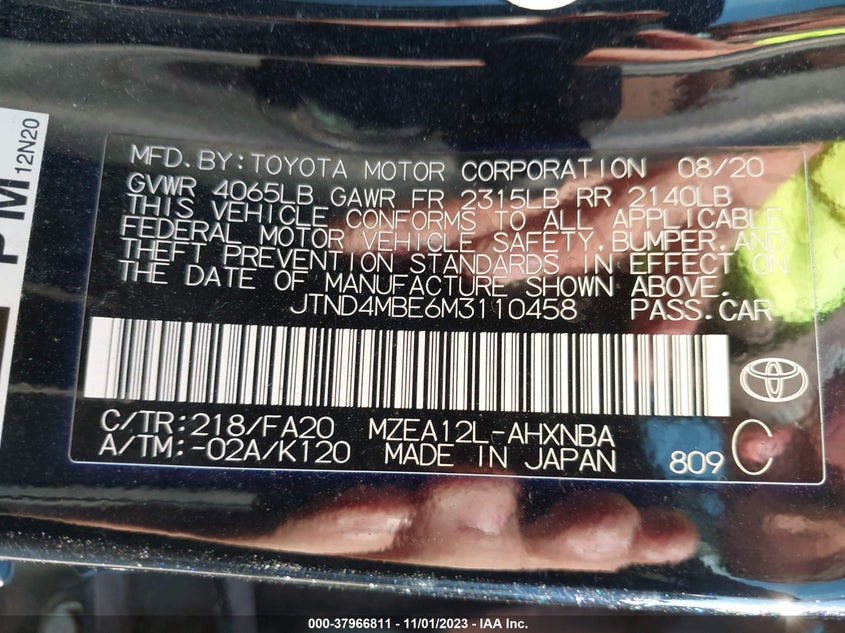 PM
12N20
MFD.BY:TOYOTA MOTOR CORPORATION 08/20
GVWR 4065LB GAWR FR 2315LB RR 2140LB
THIS VEHICLE CONFORMS TO ALL APPLICABLE
FEDERAL MOTOR VEHICLE SAFETY,BUMPER,AND
THEFT PREVENTION STANDARDS IN EFFECT ON
THE DATE OF MANUFACTURE SHOWN ABOVE.
JTND4MBE6M3110458 PASS.CAR
C/TR:218/FA20 MZEA12L-AHXNBA
A/TM:-02A/K120 MADE IN JAPAN 809 C
000-37966811 - 11/01/2023 - IAA Inc.